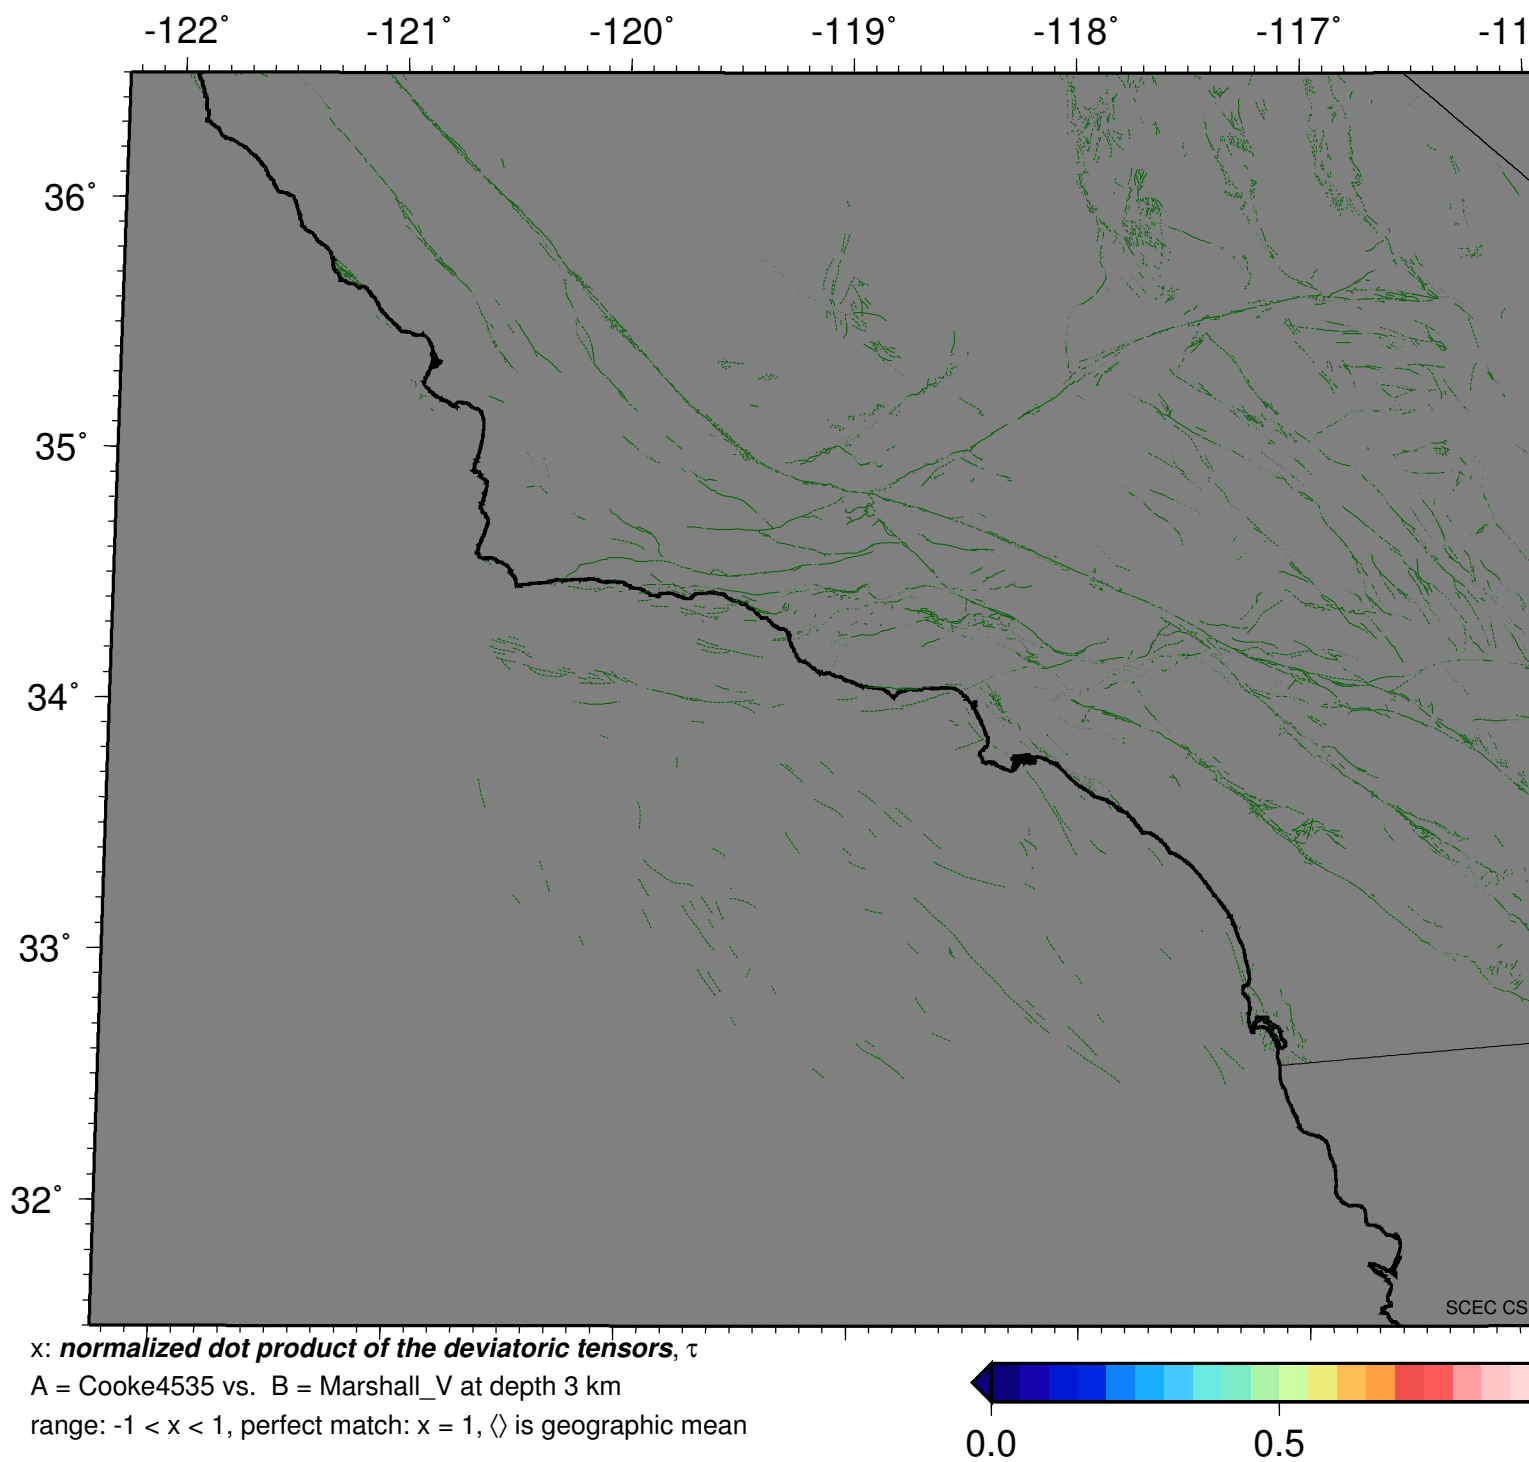 -122˚ -121˚ -120˚ -119˚ -118˚ -117˚ -11
36˚
35˚
34˚
33˚
32˚
SCEC CS
x: normalized dot product of the deviatoric tensors, τ
A = Cooke4535 vs. B = Marshall_V at depth 3 km
range: -1 < x < 1, perfect match: x = 1, ⟨⟩ is geographic mean
0.0 0.5